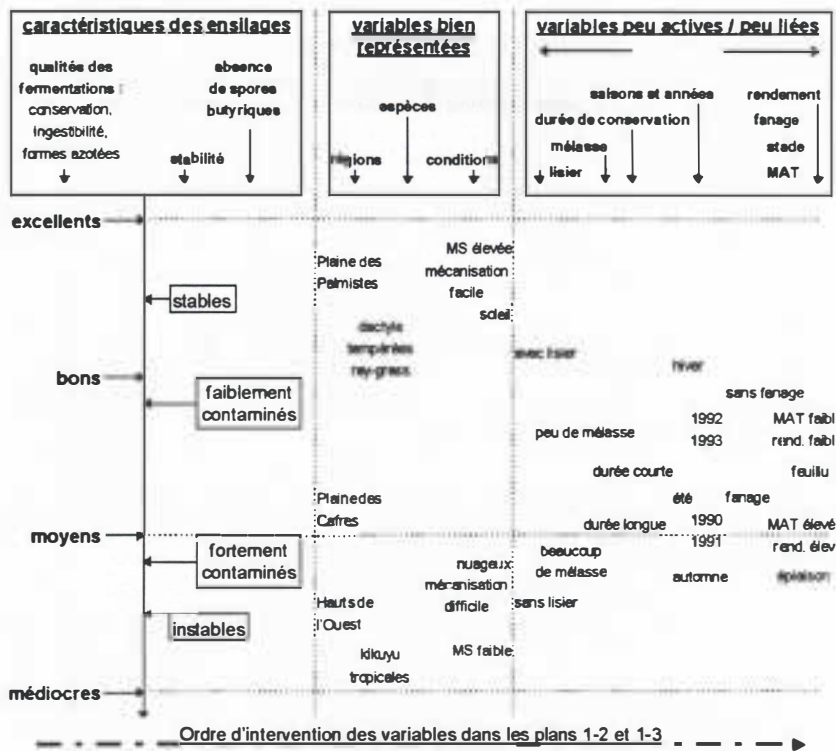 caractéristiques des ensilages
qualités des
fermentations :
conservation,
ingestibilité,
formes azotées
absence
de spores
butyriques
stabilité
variables bien
représentées
espèces
régions
conditions
variables peu actives / peu liées
saisons et années
durée de conservation
mélasse
lisier
rendement
fanage
stade
MAT
excellents
Plaine des
Palmistes
MS élevée
mécanisation
facile
soleil
stables
dactyle
tempérées
ray-grass
avec lisier
hiver
bons
sans fanage
faiblement
contaminés
1992
1993
MAT faibl
rend. faibl
peu de mélasse
durée courte
feuillu
Plaine des
Cafres
été
fanage
moyens
durée longue
1990
1991
MAT élevé
rend. élev
fortement
contaminés
beaucoup
de mélasse
nuageux
mécanisation
difficile
automne
épiaison
Hauts de
l'Ouest
sans lisier
instables
kikuyu
tropicales
MS faible
médiocres
Ordre d'intervention des variables dans les plans 1-2 et 1-3